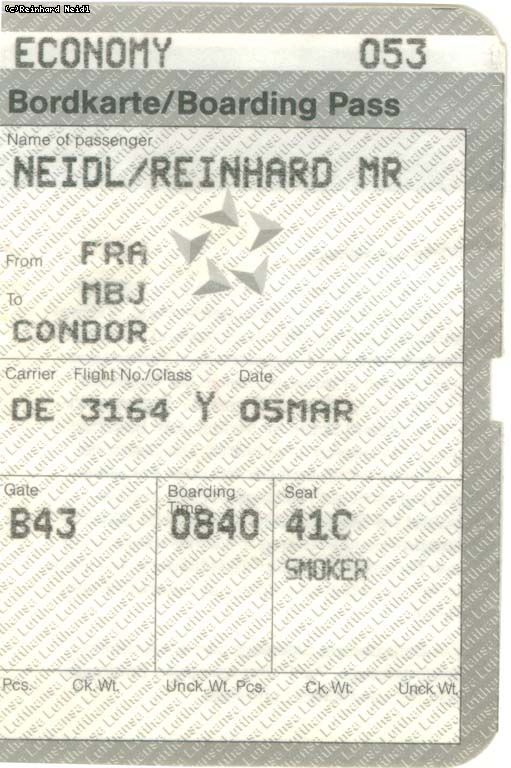 (c)Reinhard Neidl
ECONOMY 053
Bordkarte/Boarding Pass
Name of passenger
NEIDL/REINHARD MR
From FRA
To MBJ
CONDOR
Carrier Flight No./Class Date
DE 3164 Y 05MAR
Gate Boarding Time Seat
B43 0840 41C
SMOKER
Pcs. Ck.Wt. Unck.Wt. Pcs. Ck.Wt. Unck.Wt.
Lufthansa